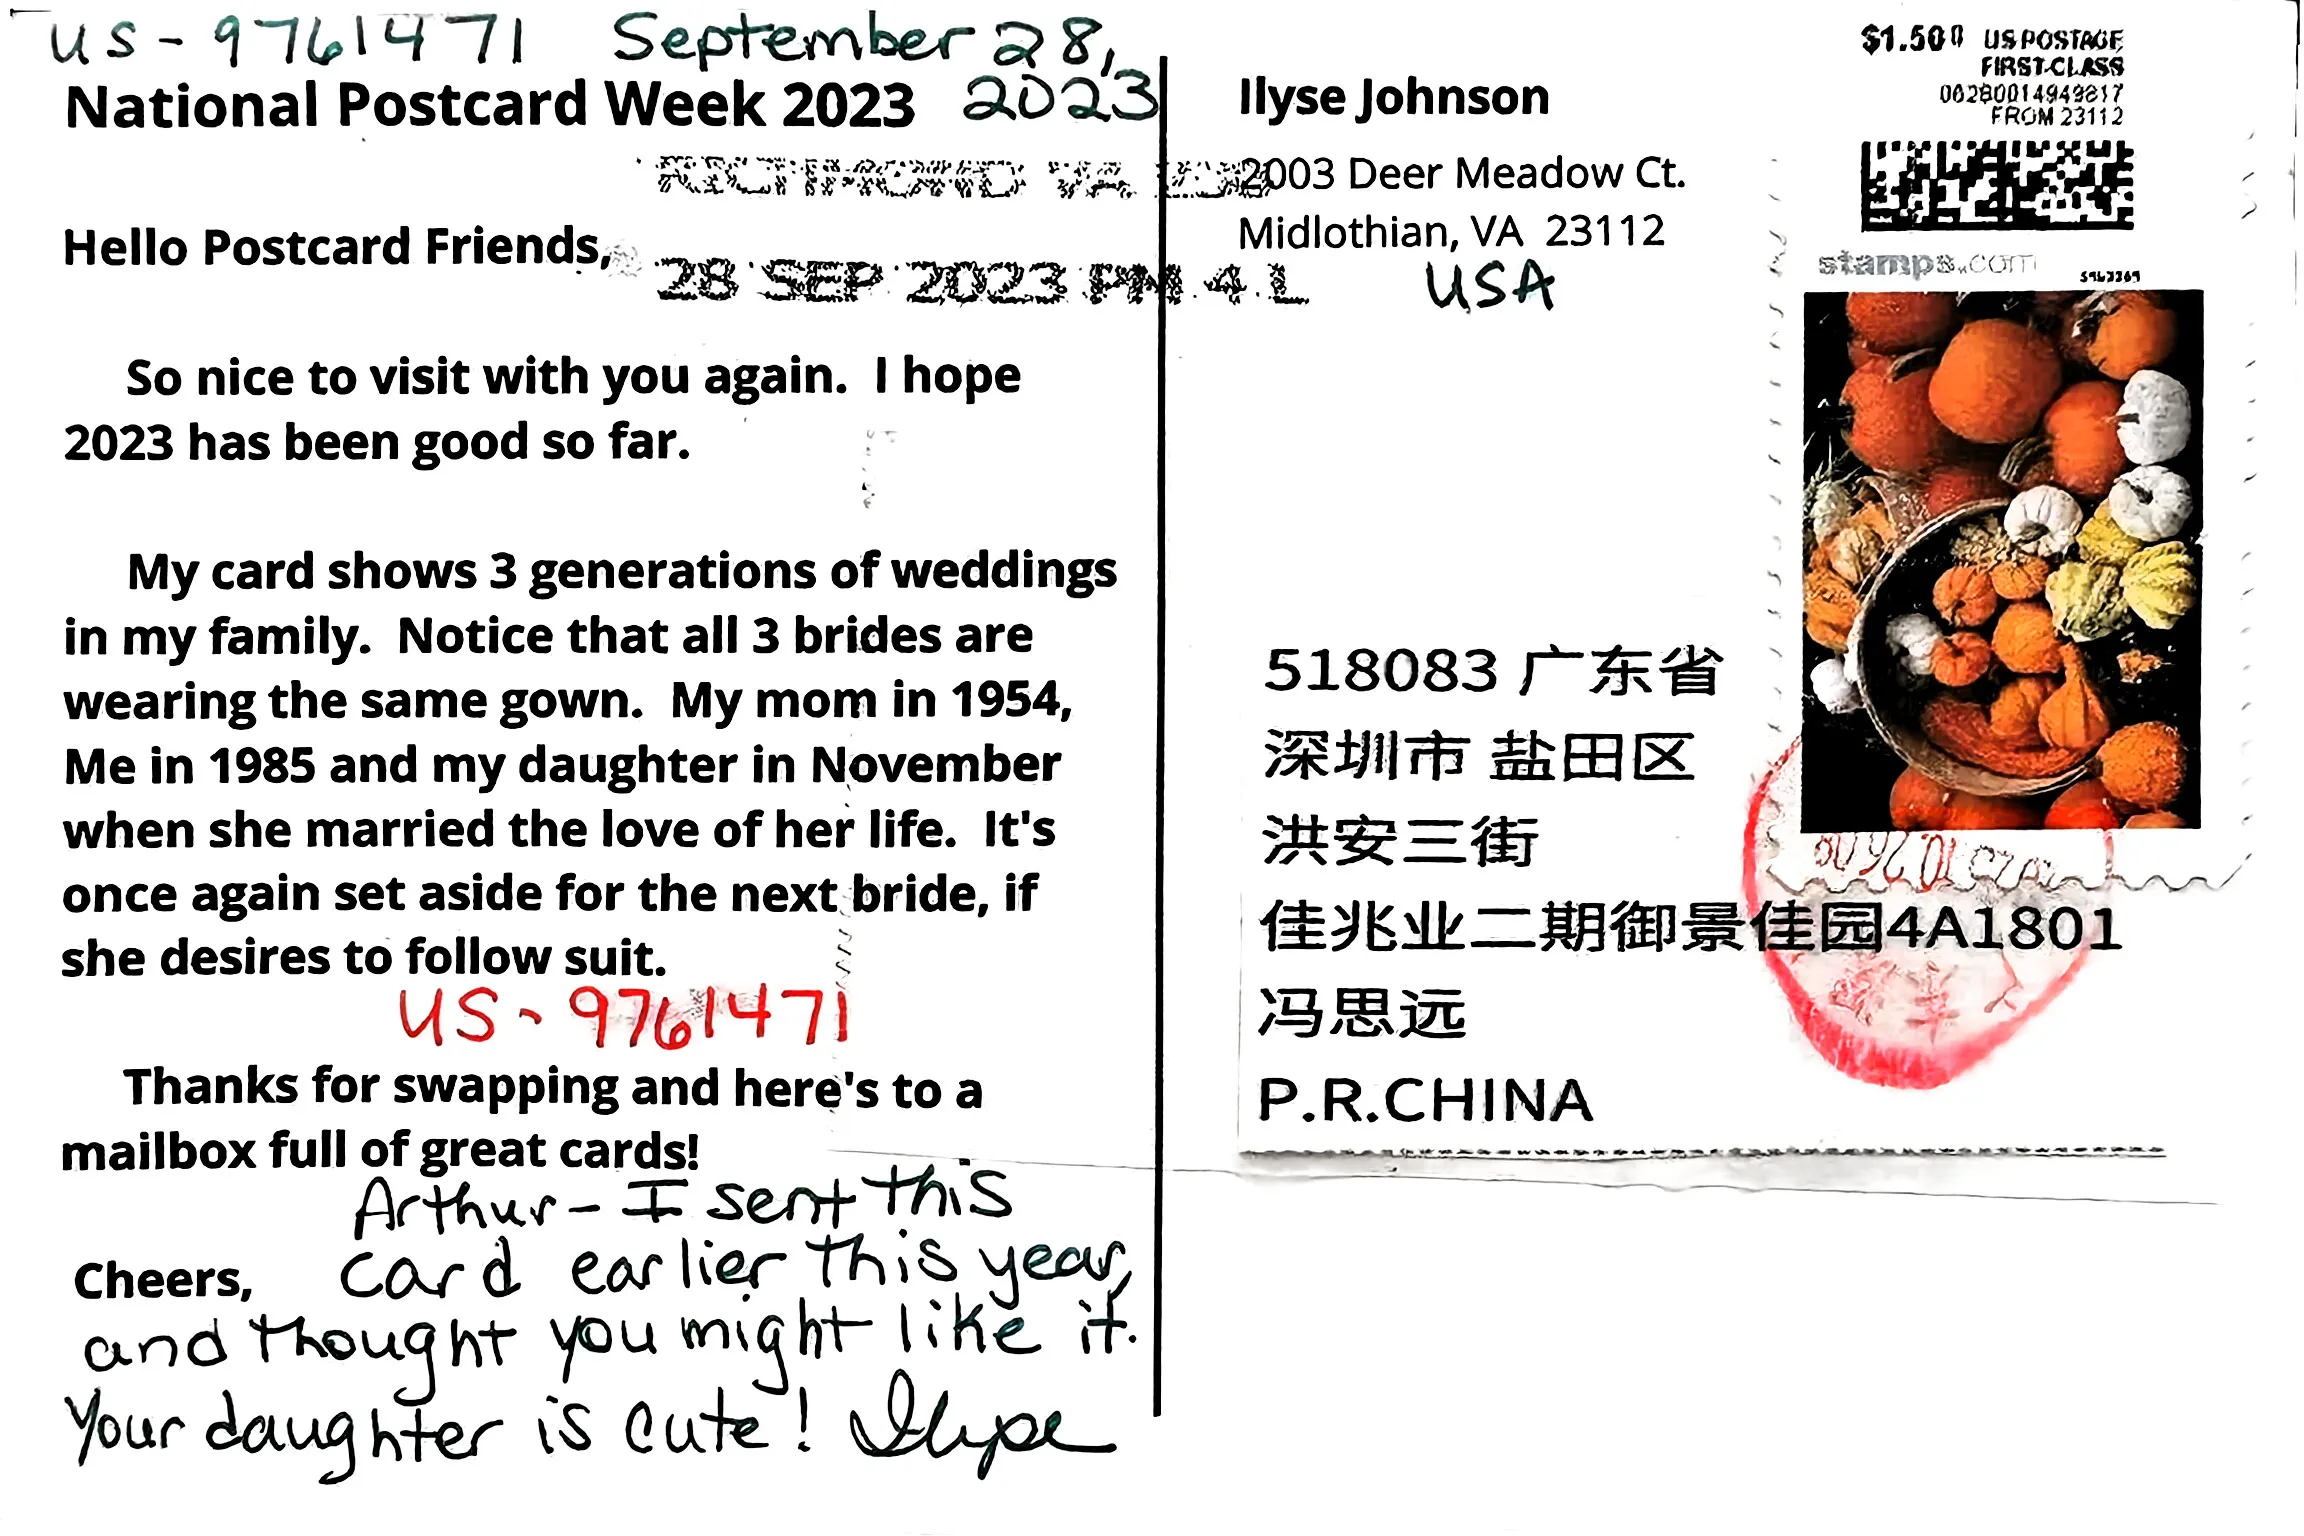 US-9761471 September 28,
2023
National Postcard Week 2023
RICHMOND VA
28 SEP 2023 PM 4 L
Hello Postcard Friends,
So nice to visit with you again. I hope
2023 has been good so far.
My card shows 3 generations of weddings
in my family. Notice that all 3 brides are
wearing the same gown. My mom in 1954,
Me in 1985 and my daughter in November
when she married the love of her life. It's
once again set aside for the next bride, if
she desires to follow suit.
US-9761471
Thanks for swapping and here's to a
mailbox full of great cards!
Cheers,
Arthur - I sent this
card earlier this year,
and thought you might like it.
Your daughter is cute! Ilyse
Ilyse Johnson
2003 Deer Meadow Ct.
Midlothian, VA 23112
USA
$1.500 US POSTAGE
FIRST-CLASS
06280014949817
FROM 23112
stamps.com
518083 广东省
深圳市 盐田区
洪安三街
佳兆业二期御景佳园4A1801
冯思远
P.R.CHINA